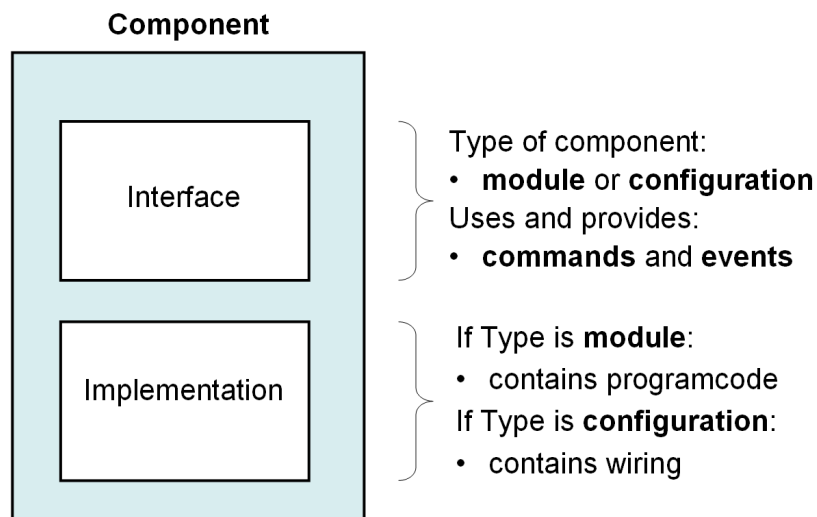 Component
Interface
Type of component:
• module or configuration
Uses and provides:
• commands and events
Implementation
If Type is module:
• contains programcode
If Type is configuration:
• contains wiring